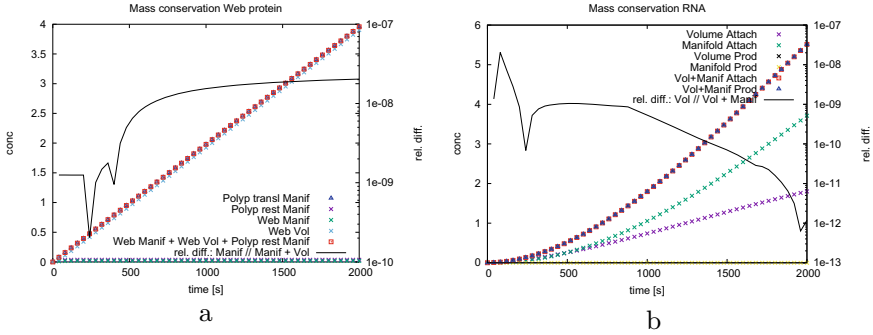 Mass conservation Web protein
4
3.5
3
2.5
2
1.5
1
0.5
0
conc
1e-07
1e-08
1e-09
1e-10
rel. diff.
Polyp transl Manif
Polyp rest Manif
Web Manif
Web Vol
Web Manif + Web Vol + Polyp rest Manif
rel. diff.: Manif // Manif + Vol
0
500
1000
1500
2000
time [s]
a
Mass conservation RNA
6
5
4
3
2
1
0
conc
1e-07
1e-08
1e-09
1e-10
1e-11
1e-12
1e-13
rel. diff.
Volume Attach
Manifold Attach
Volume Prod
Manifold Prod
Vol+Manif Attach
Vol+Manif Prod
rel. diff.: Vol // Vol + Manif
0
500
1000
1500
2000
time [s]
b